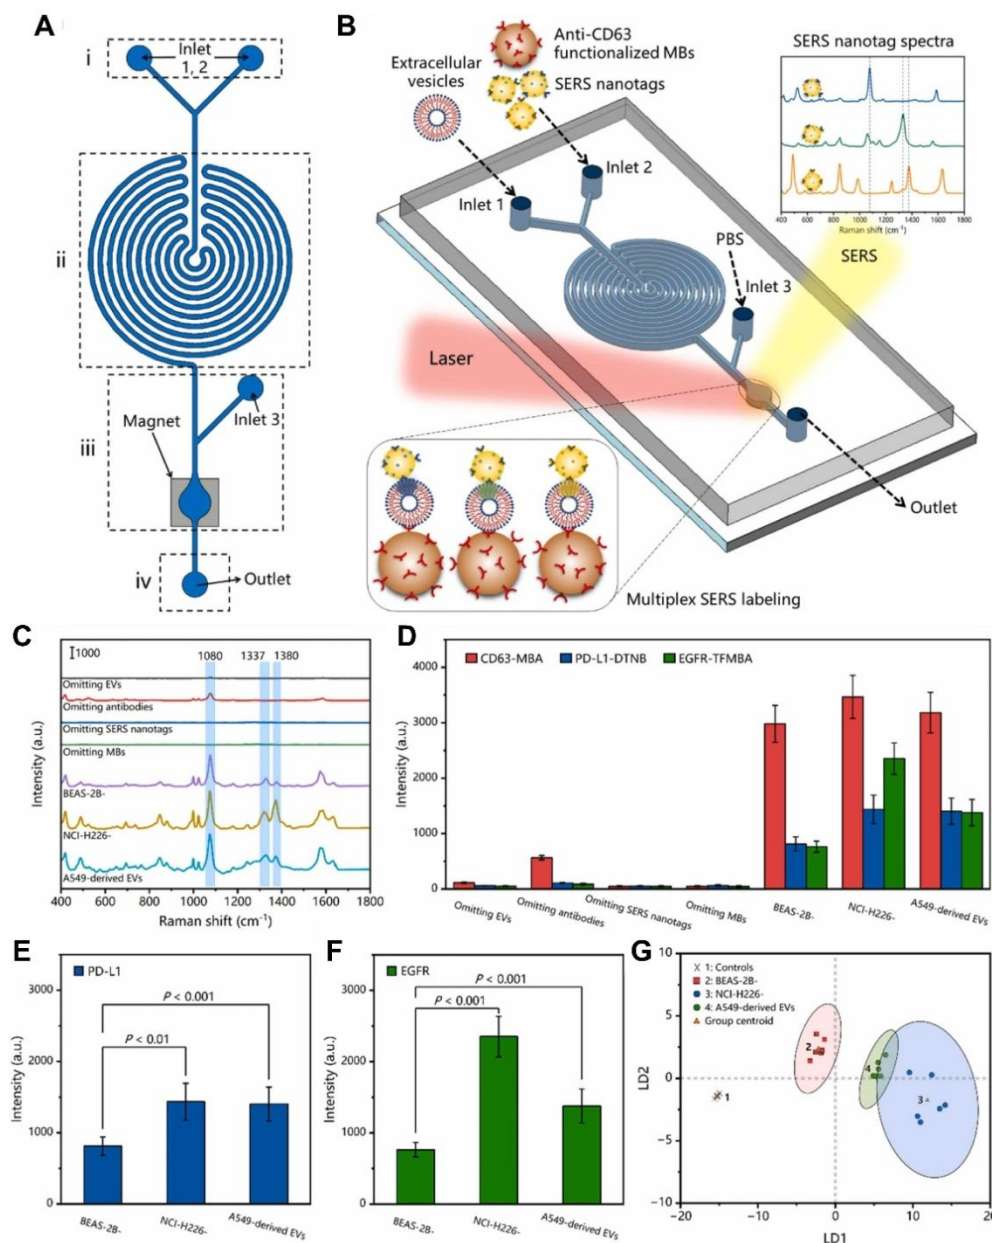 A
i
Inlet
1, 2
ii
iii
Magnet
Inlet 3
iv
Outlet
B
Anti-CD63
functionalized MBs
Extracellular
vesicles
SERS nanotags
Inlet 1
Inlet 2
PBS
Inlet 3
Laser
SERS
Outlet
Multiplex SERS labeling
SERS nanotag spectra
400 600 800 1000 1200 1400 1600 1800
Raman shift (cm⁻¹)
C
1000
1080 1337 1380
Omitting EVs
Omitting antibodies
Omitting SERS nanotags
Omitting MBs
BEAS-2B-
NCI-H226-
A549-derived EVs
Intensity (a.u.)
400 600 800 1000 1200 1400 1600 1800
Raman shift (cm⁻¹)
D
CD63-MBA PD-L1-DTNB EGFR-TFMBA
Intensity (a.u.)
4000
3000
2000
1000
0
Omitting EVs
Omitting antibodies
Omitting SERS nanotags
Omitting MBs
BEAS-2B-
NCI-H226-
A549-derived EVs
E
PD-L1
Intensity (a.u.)
3000
2000
1000
0
P < 0.001
P < 0.01
BEAS-2B-
NCI-H226-
A549-derived EVs
F
EGFR
Intensity (a.u.)
3000
2000
1000
0
P < 0.001
P < 0.001
BEAS-2B-
NCI-H226-
A549-derived EVs
G
1: Controls
2: BEAS-2B-
3: NCI-H226-
4: A549-derived EVs
Group centroid
LD2
10
5
0
−5
−10
1
2
3
4
−20 −10 0 10 20
LD1